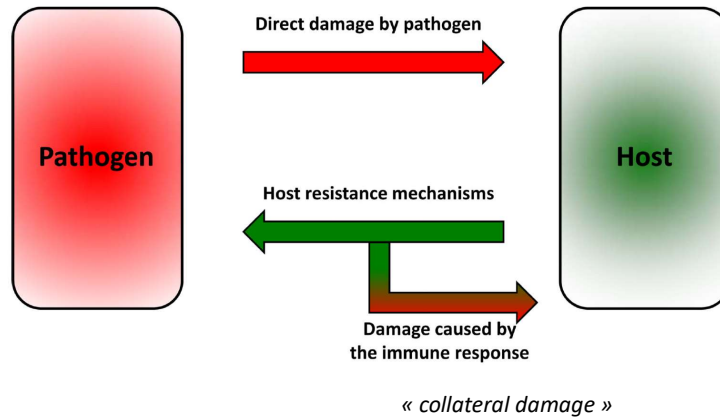 Direct damage by pathogen
Pathogen
Host
Host resistance mechanisms
Damage caused by
the immune response
« collateral damage »